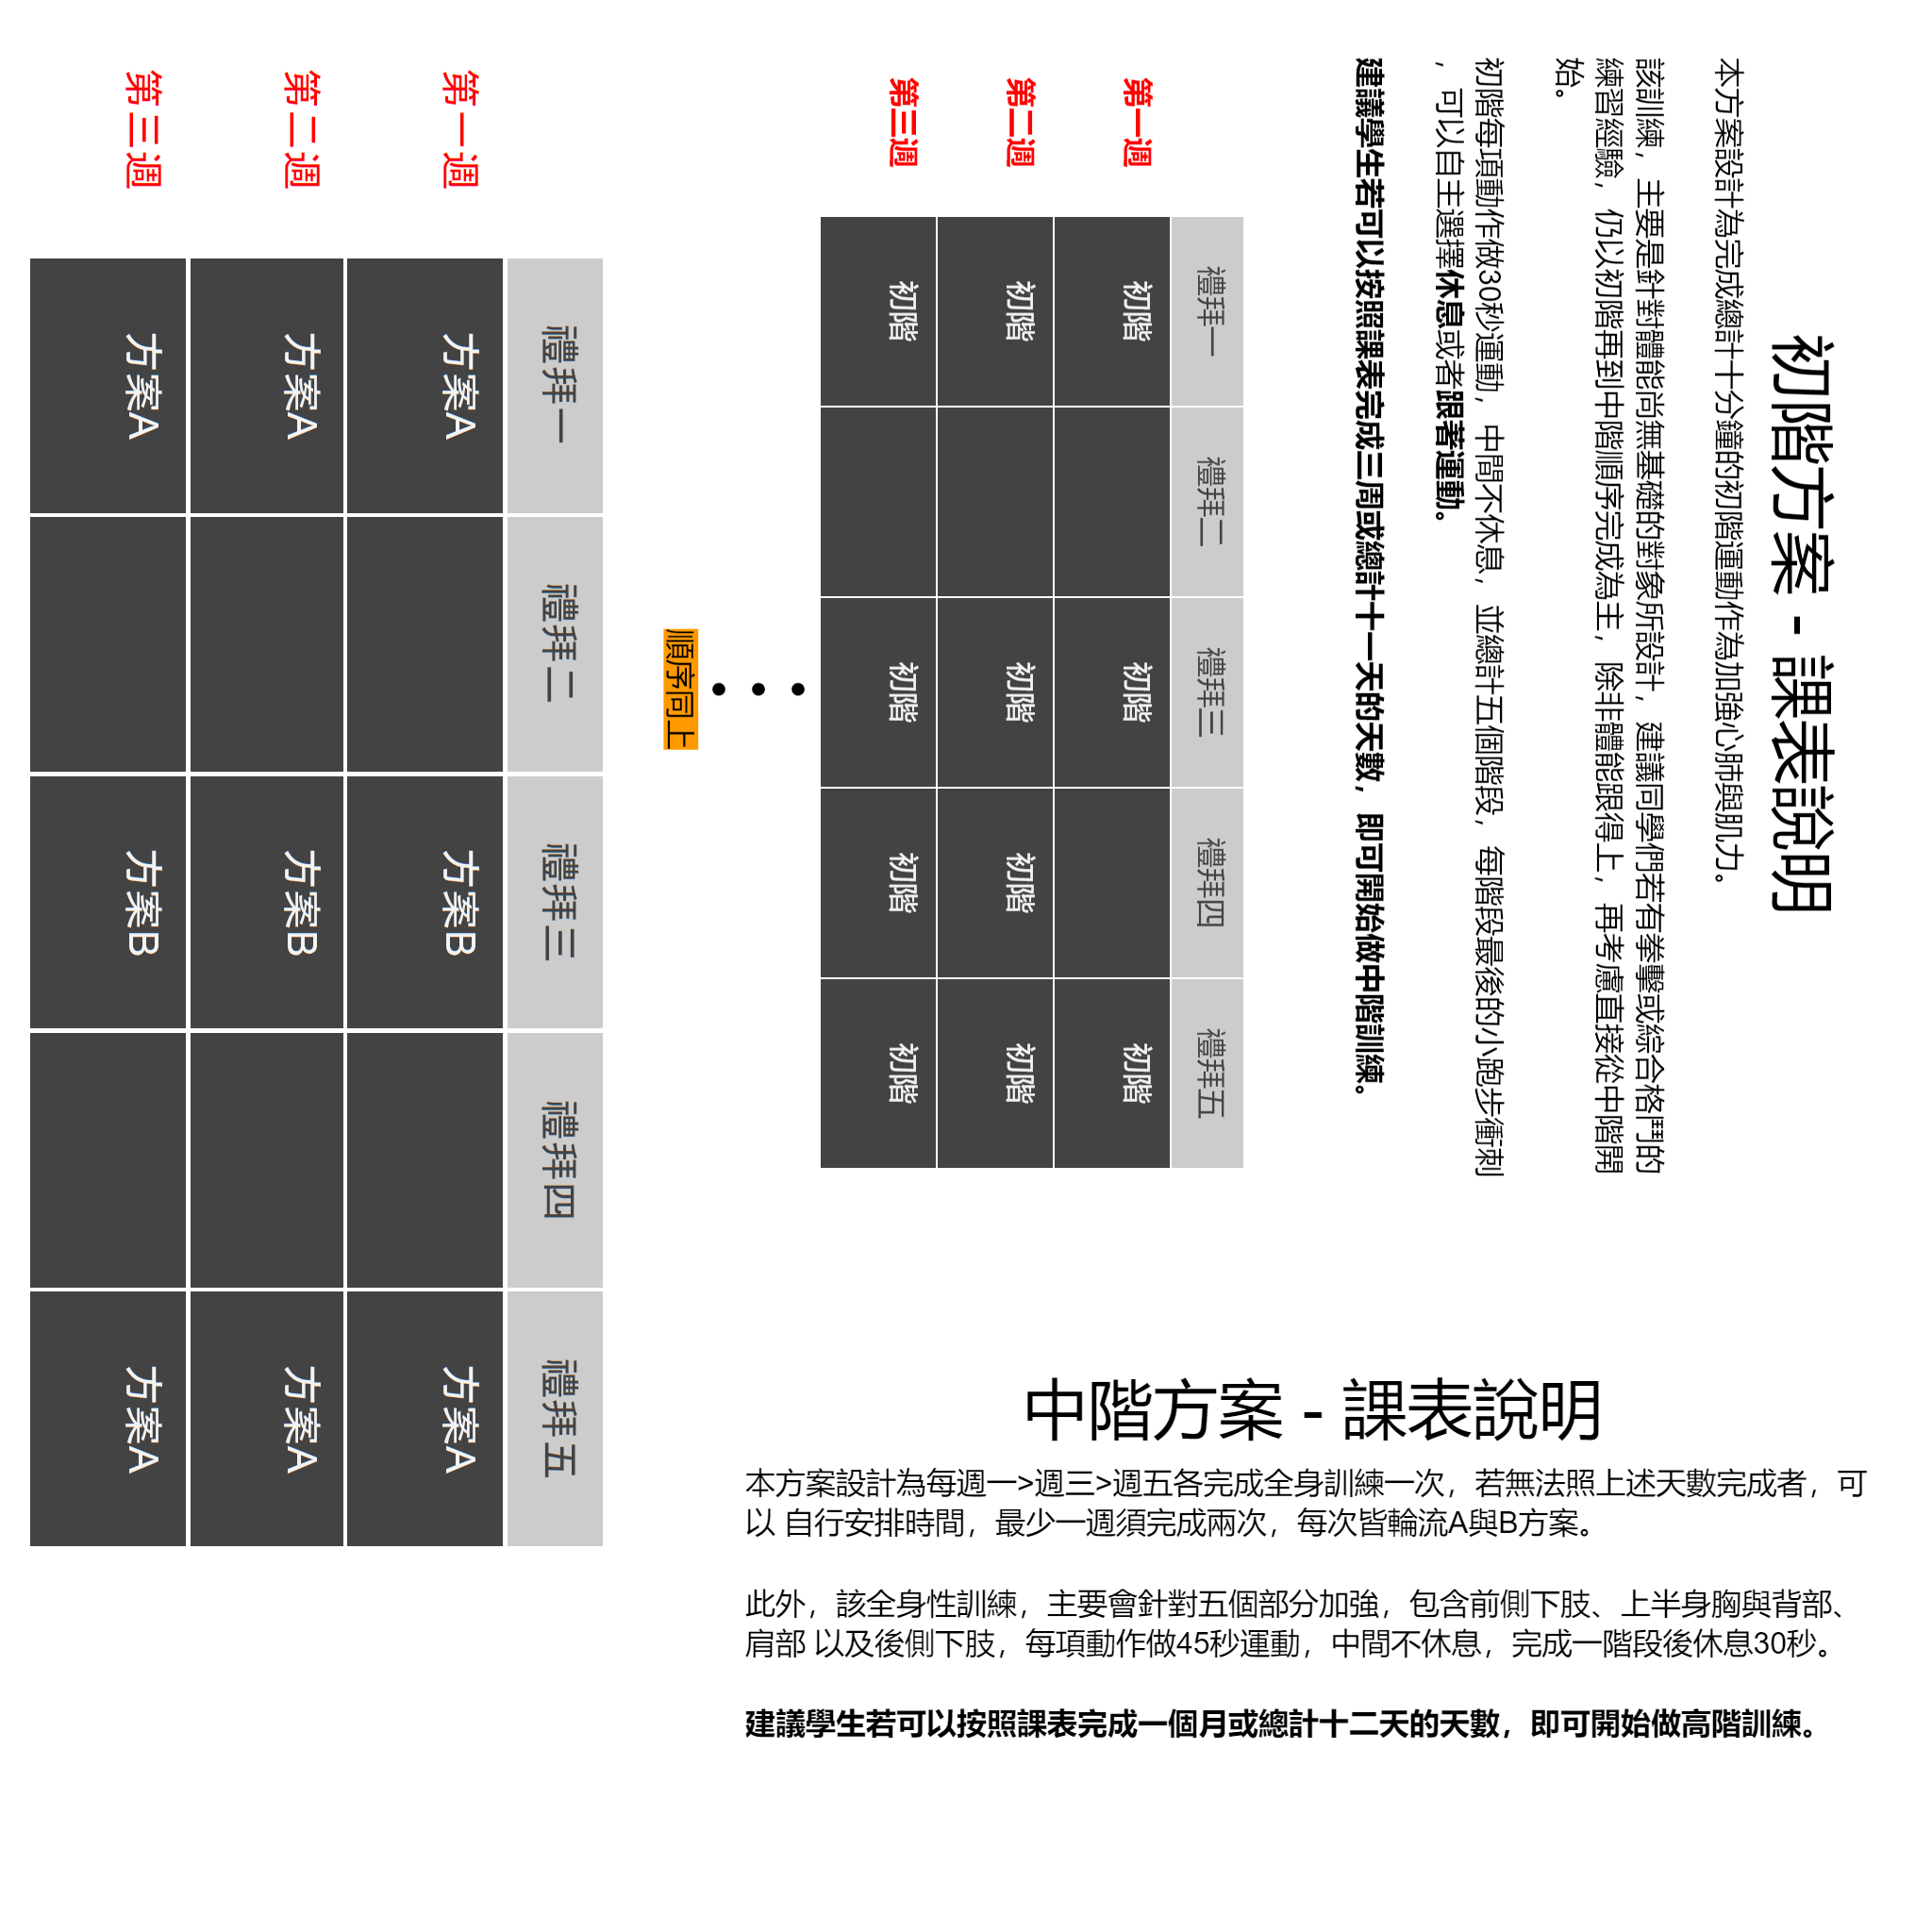 初階方案 - 課表說明
本方案設計為完成總計十分鐘的初階運動作為加強心肺與肌力。
該訓練，主要是針對體能尚無基礎的對象所設計，建議同學們若有拳擊或綜合格鬥的
練習經驗，仍以初階再到中階順序完成為主，除非體能跟得上，再考慮直接從中階開
始。
初階每項動作做30秒運動，中間不休息，並總計五個階段，每階段最後的小跑步衝刺
，可以自主選擇休息或者跟著運動。
建議學生若可以按照課表完成三周或總計十一天的天數，即可開始做中階訓練。
禮拜一 禮拜二 禮拜三 禮拜四 禮拜五
第一週 初階 初階 初階
第二週 初階 初階 初階 初階
第三週 初階 初階 初階 初階
順序同上
禮拜一 禮拜二 禮拜三 禮拜四 禮拜五
第一週 方案A 方案B 方案A
第二週 方案A 方案B 方案A
第三週 方案A 方案B 方案A
中階方案 - 課表說明
本方案設計為每週一>週三>週五各完成全身訓練一次，若無法照上述天數完成者，可
以 自行安排時間，最少一週須完成兩次，每次皆輪流A與B方案。
此外，該全身性訓練，主要會針對五個部分加強，包含前側下肢、上半身胸與背部、
肩部 以及後側下肢，每項動作做45秒運動，中間不休息，完成一階段後休息30秒。
建議學生若可以按照課表完成一個月或總計十二天的天數，即可開始做高階訓練。